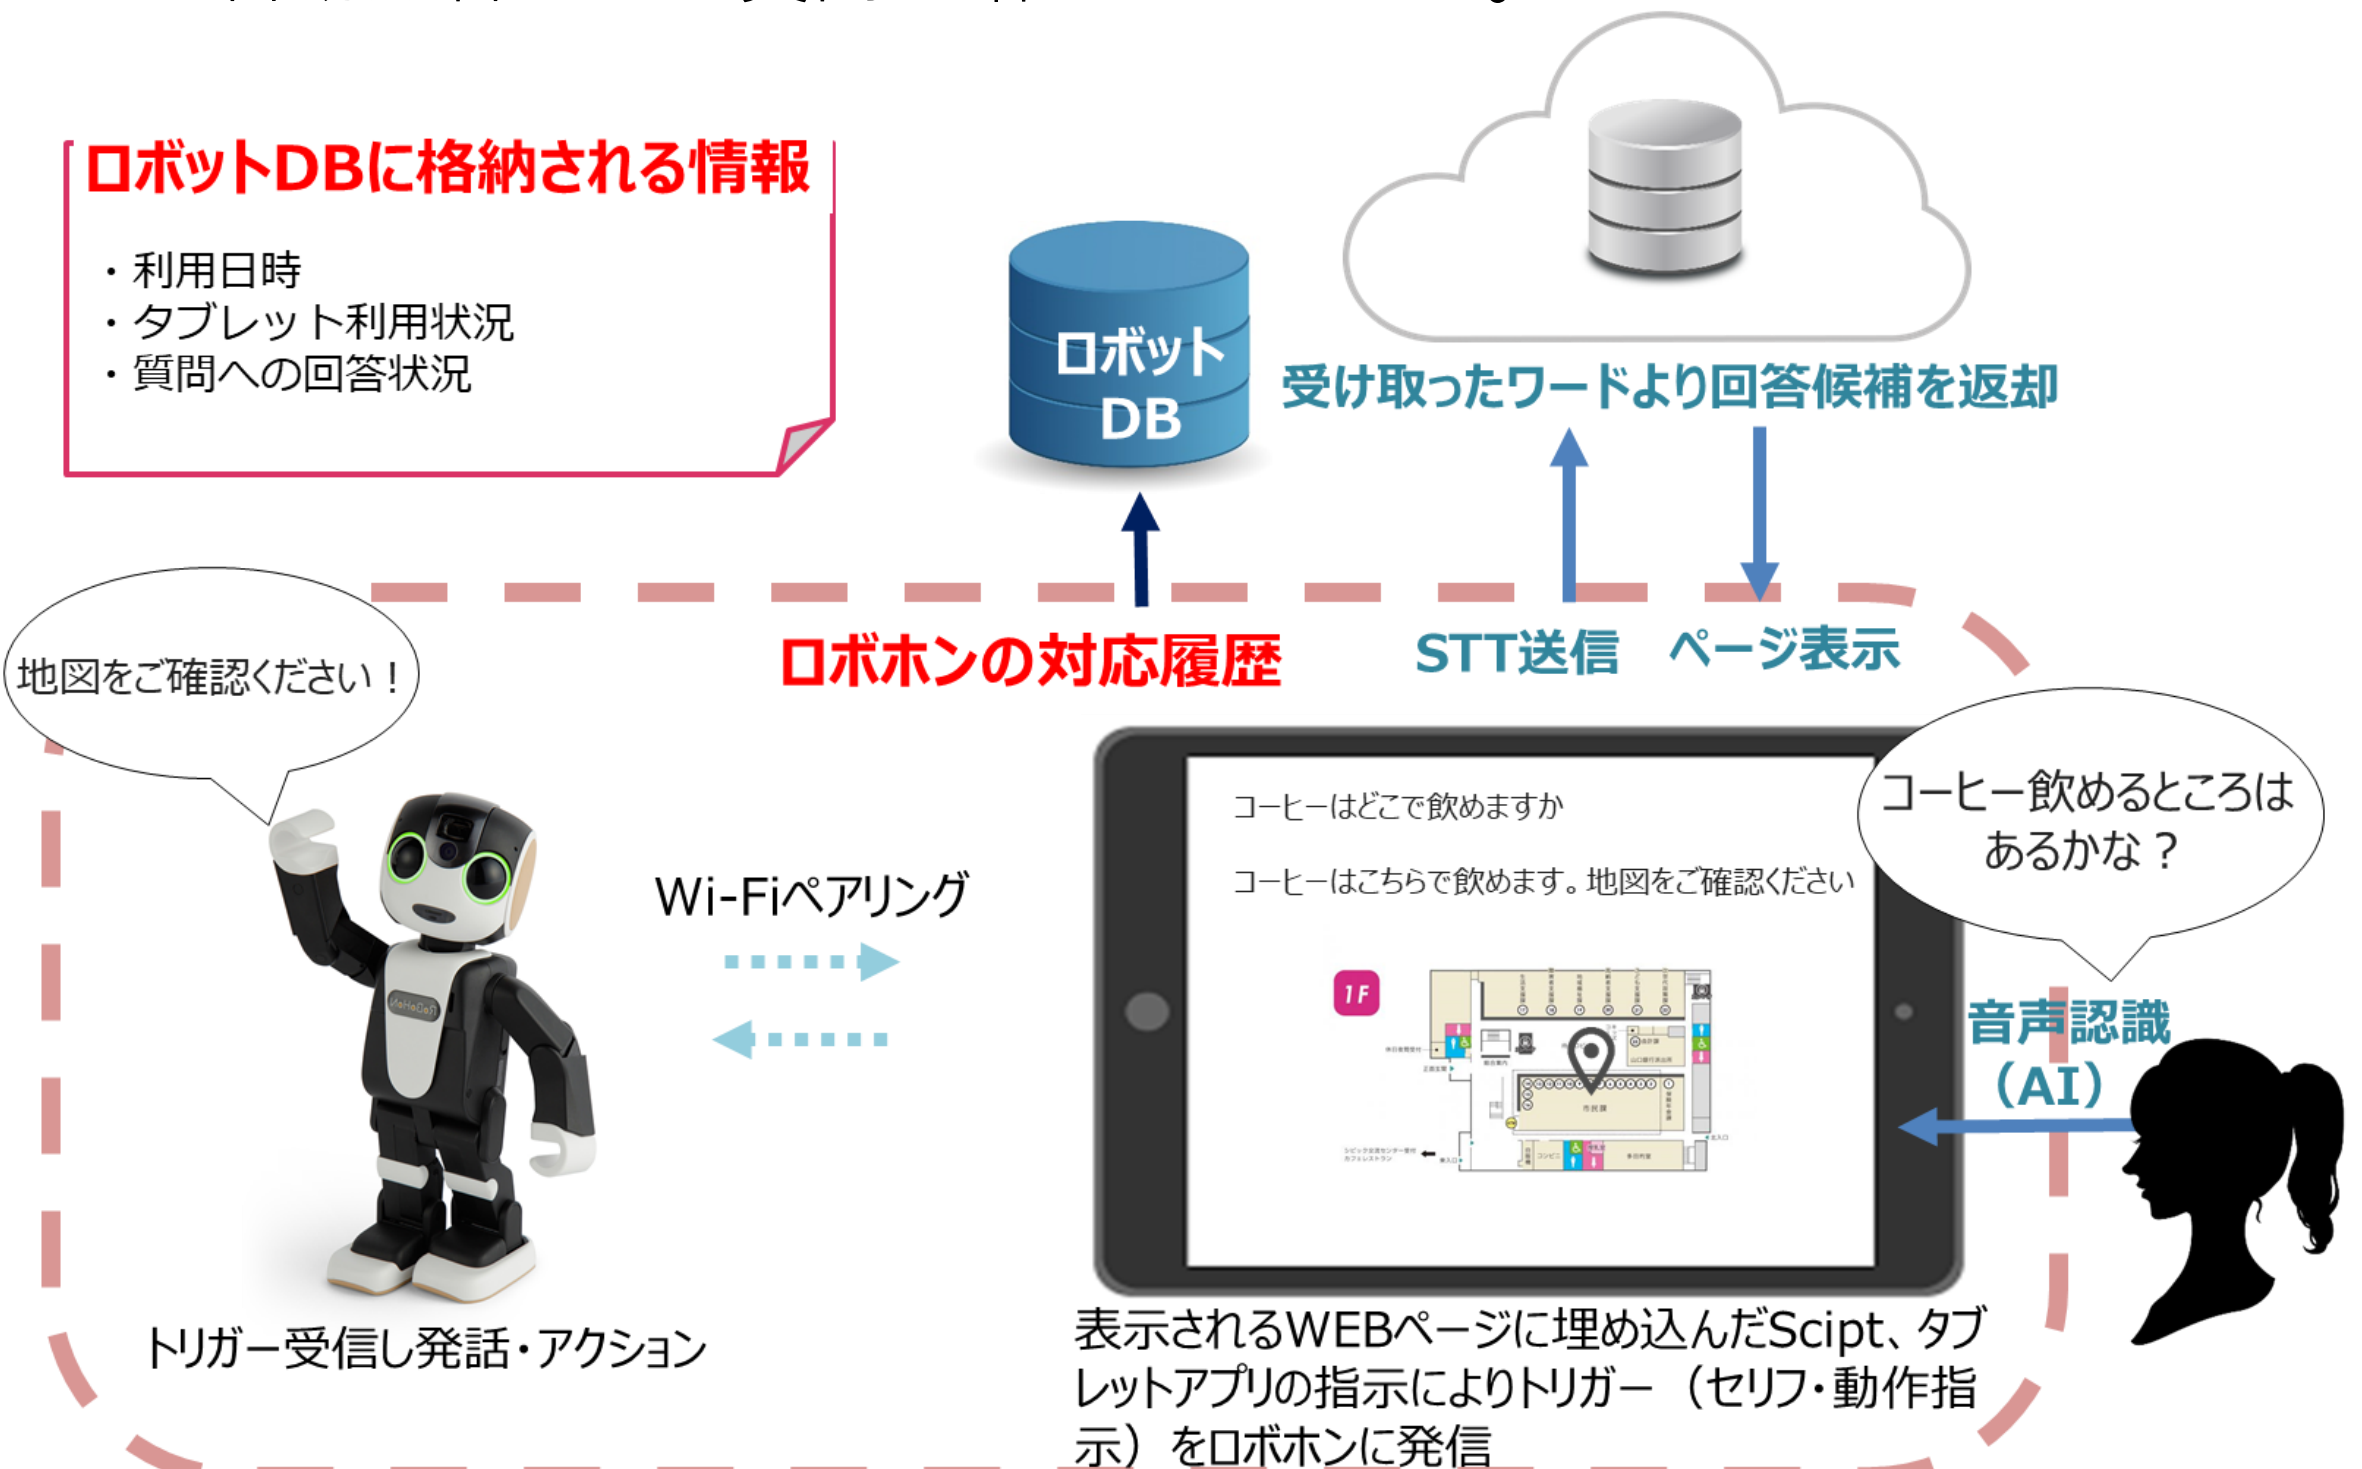 ロボットDBに格納される情報
・利用日時
・タブレット利用状況
・質問への回答状況
ロボット
DB
受け取ったワードより回答候補を返却
ロボホンの対応履歴
STT送信
ページ表示
地図をご確認ください！
Wi-Fiペアリング
コーヒーはどこで飲めますか
コーヒーはこちらで飲めます。地図をご確認ください
1F
市民課
コンビニ
コーヒー飲めるところは
あるかな？
音声認識
（AI）
トリガー受信し発話・アクション
表示されるWEBページに埋め込んだScipt、タブ
レットアプリの指示によりトリガー（セリフ・動作指
示）をロボホンに発信